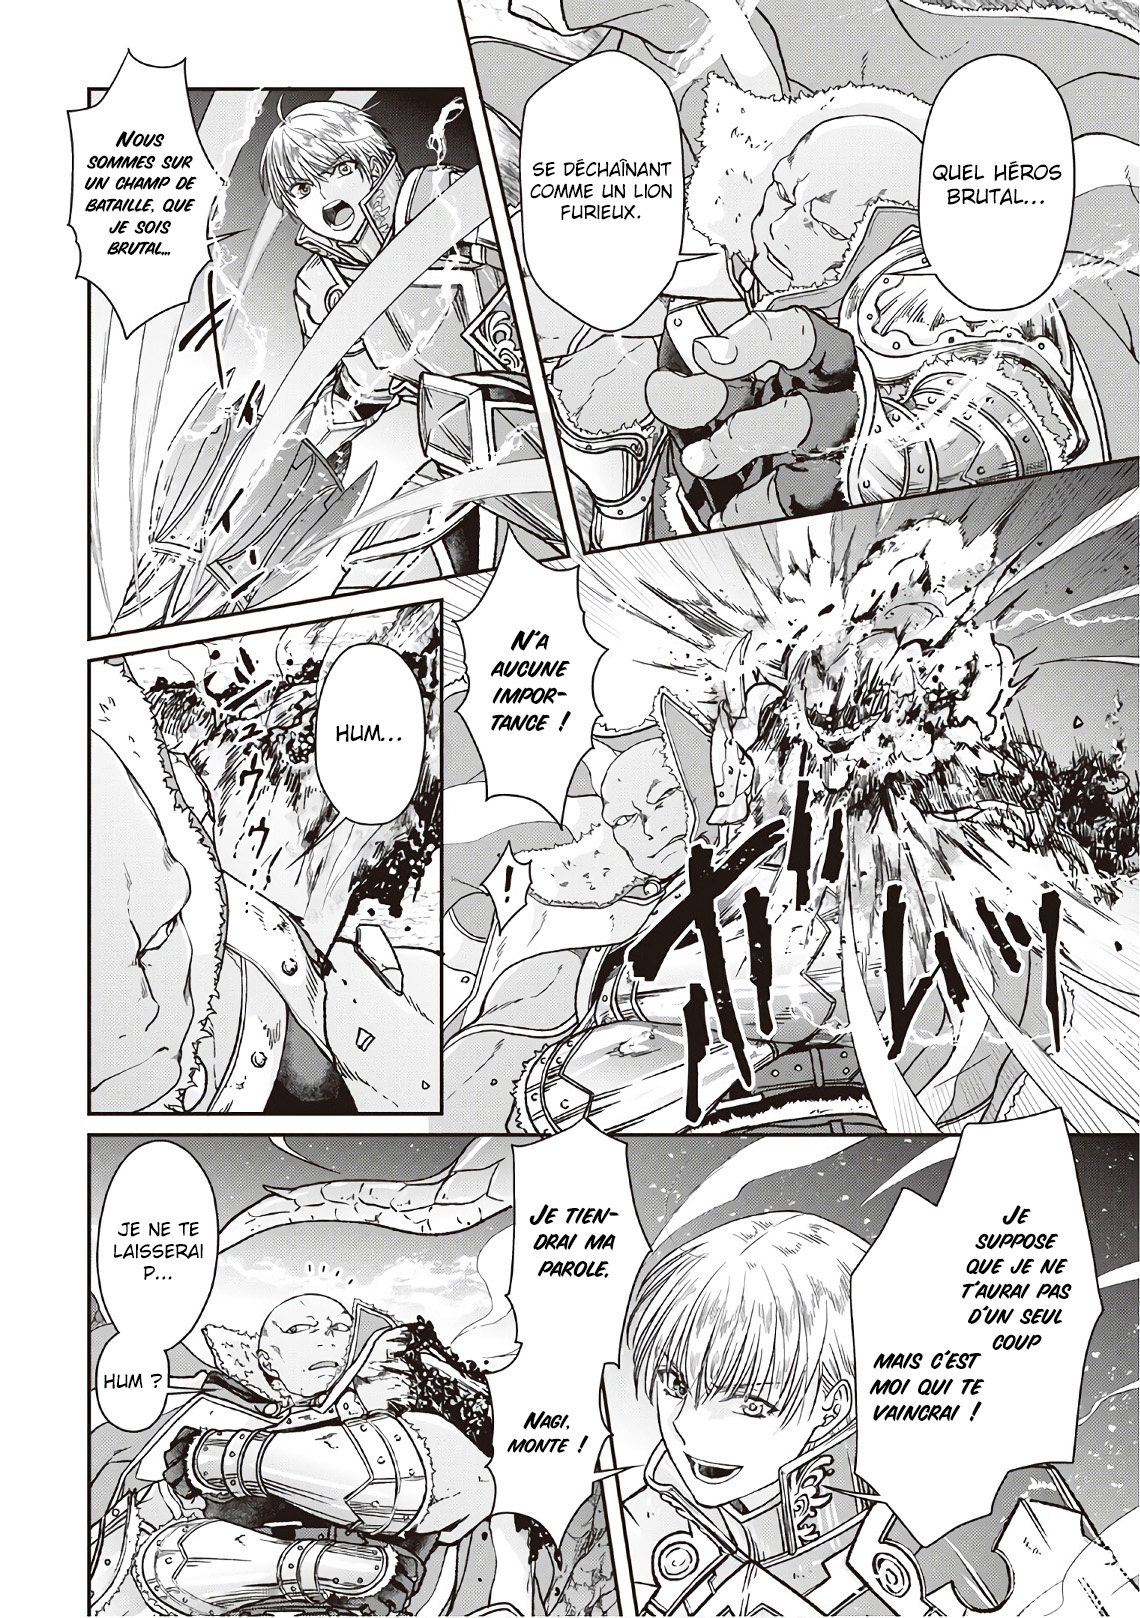 QUEL HÉROS
BRUTAL...
SE DÉCHAÎNANT
COMME UN LION
FURIEUX.
NOUS
SOMMES SUR
UN CHAMP DE
BATAILLE, QUE
JE SOIS
BRUTAL...
N'A
AUCUNE
IMPOR-
TANCE !
!
HUM...
JE
SUPPOSE
QUE JE NE
T'AURAI PAS
D'UN SEUL
COUP
MAIS C'EST
MOI QUI TE
VAINCRAI !
JE TIEN-
DRAI MA
PAROLE,
NAGI,
MONTE !
JE NE TE
LAISSERAI
P...
HUM ?